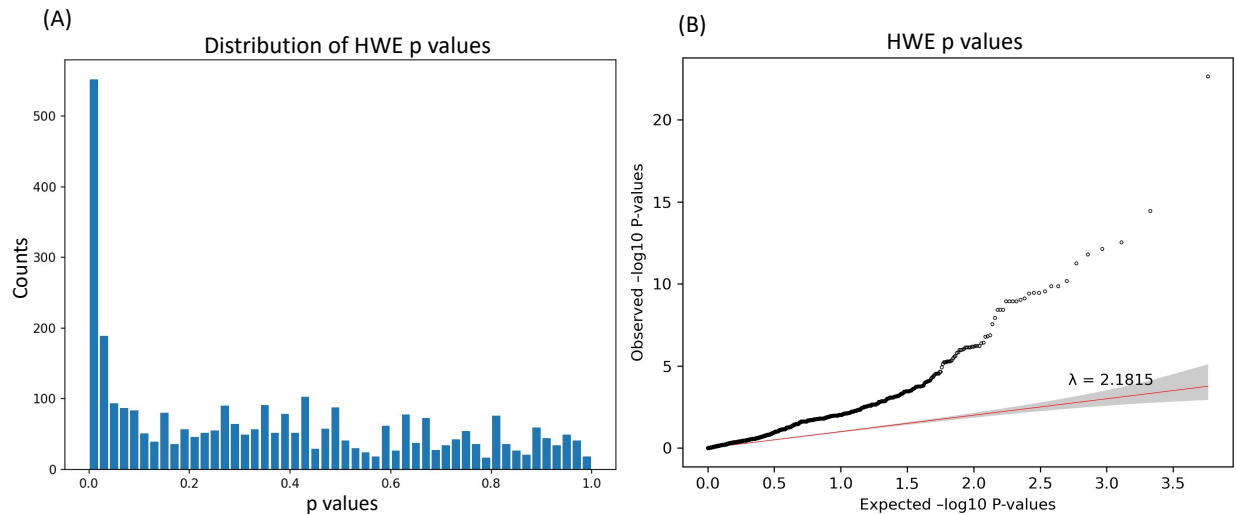 (A)
Distribution of HWE p values
Counts
500
400
300
200
100
0
0.0 0.2 0.4 0.6 0.8 1.0
p values
(B)
HWE p values
Observed –log10 P-values
20
15
10
5
0
λ = 2.1815
0.0 0.5 1.0 1.5 2.0 2.5 3.0 3.5
Expected –log10 P-values